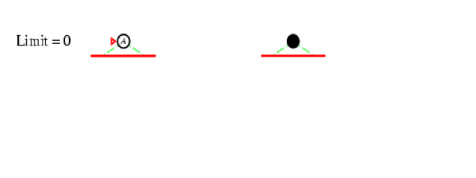 Limit = 0
A